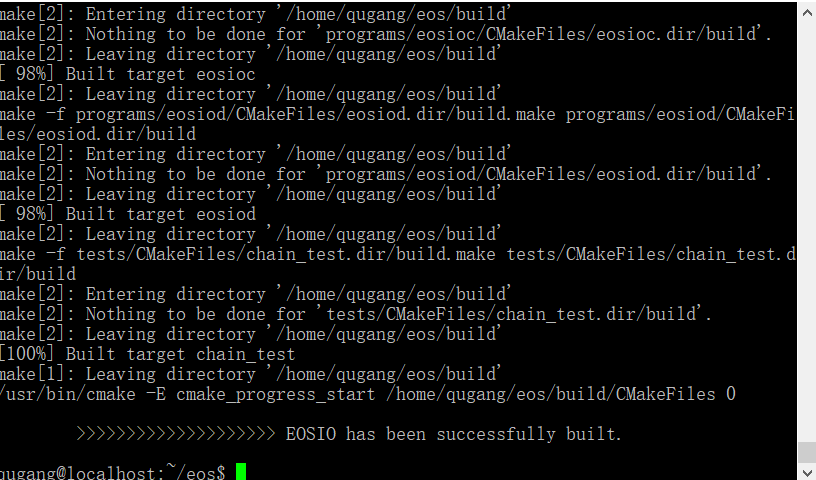 make[2]: Entering directory '/home/qugang/eos/build'
make[2]: Nothing to be done for 'programs/eosioc/CMakeFiles/eosioc.dir/build'.
make[2]: Leaving directory '/home/qugang/eos/build'
[ 98%] Built target eosioc
make[2]: Leaving directory '/home/qugang/eos/build'
make -f programs/eosiod/CMakeFiles/eosiod.dir/build.make programs/eosiod/CMakeFi
les/eosiod.dir/build
make[2]: Entering directory '/home/qugang/eos/build'
make[2]: Nothing to be done for 'programs/eosiod/CMakeFiles/eosiod.dir/build'.
make[2]: Leaving directory '/home/qugang/eos/build'
[ 98%] Built target eosiod
make[2]: Leaving directory '/home/qugang/eos/build'
make -f tests/CMakeFiles/chain_test.dir/build.make tests/CMakeFiles/chain_test.d
ir/build
make[2]: Entering directory '/home/qugang/eos/build'
make[2]: Nothing to be done for 'tests/CMakeFiles/chain_test.dir/build'.
make[2]: Leaving directory '/home/qugang/eos/build'
[100%] Built target chain_test
make[1]: Leaving directory '/home/qugang/eos/build'
/usr/bin/cmake -E cmake_progress_start /home/qugang/eos/build/CMakeFiles 0
>>>>>>>>>>>>>>>>>>>> EOSIO has been successfully built.
qugang@localhost:~/eos$